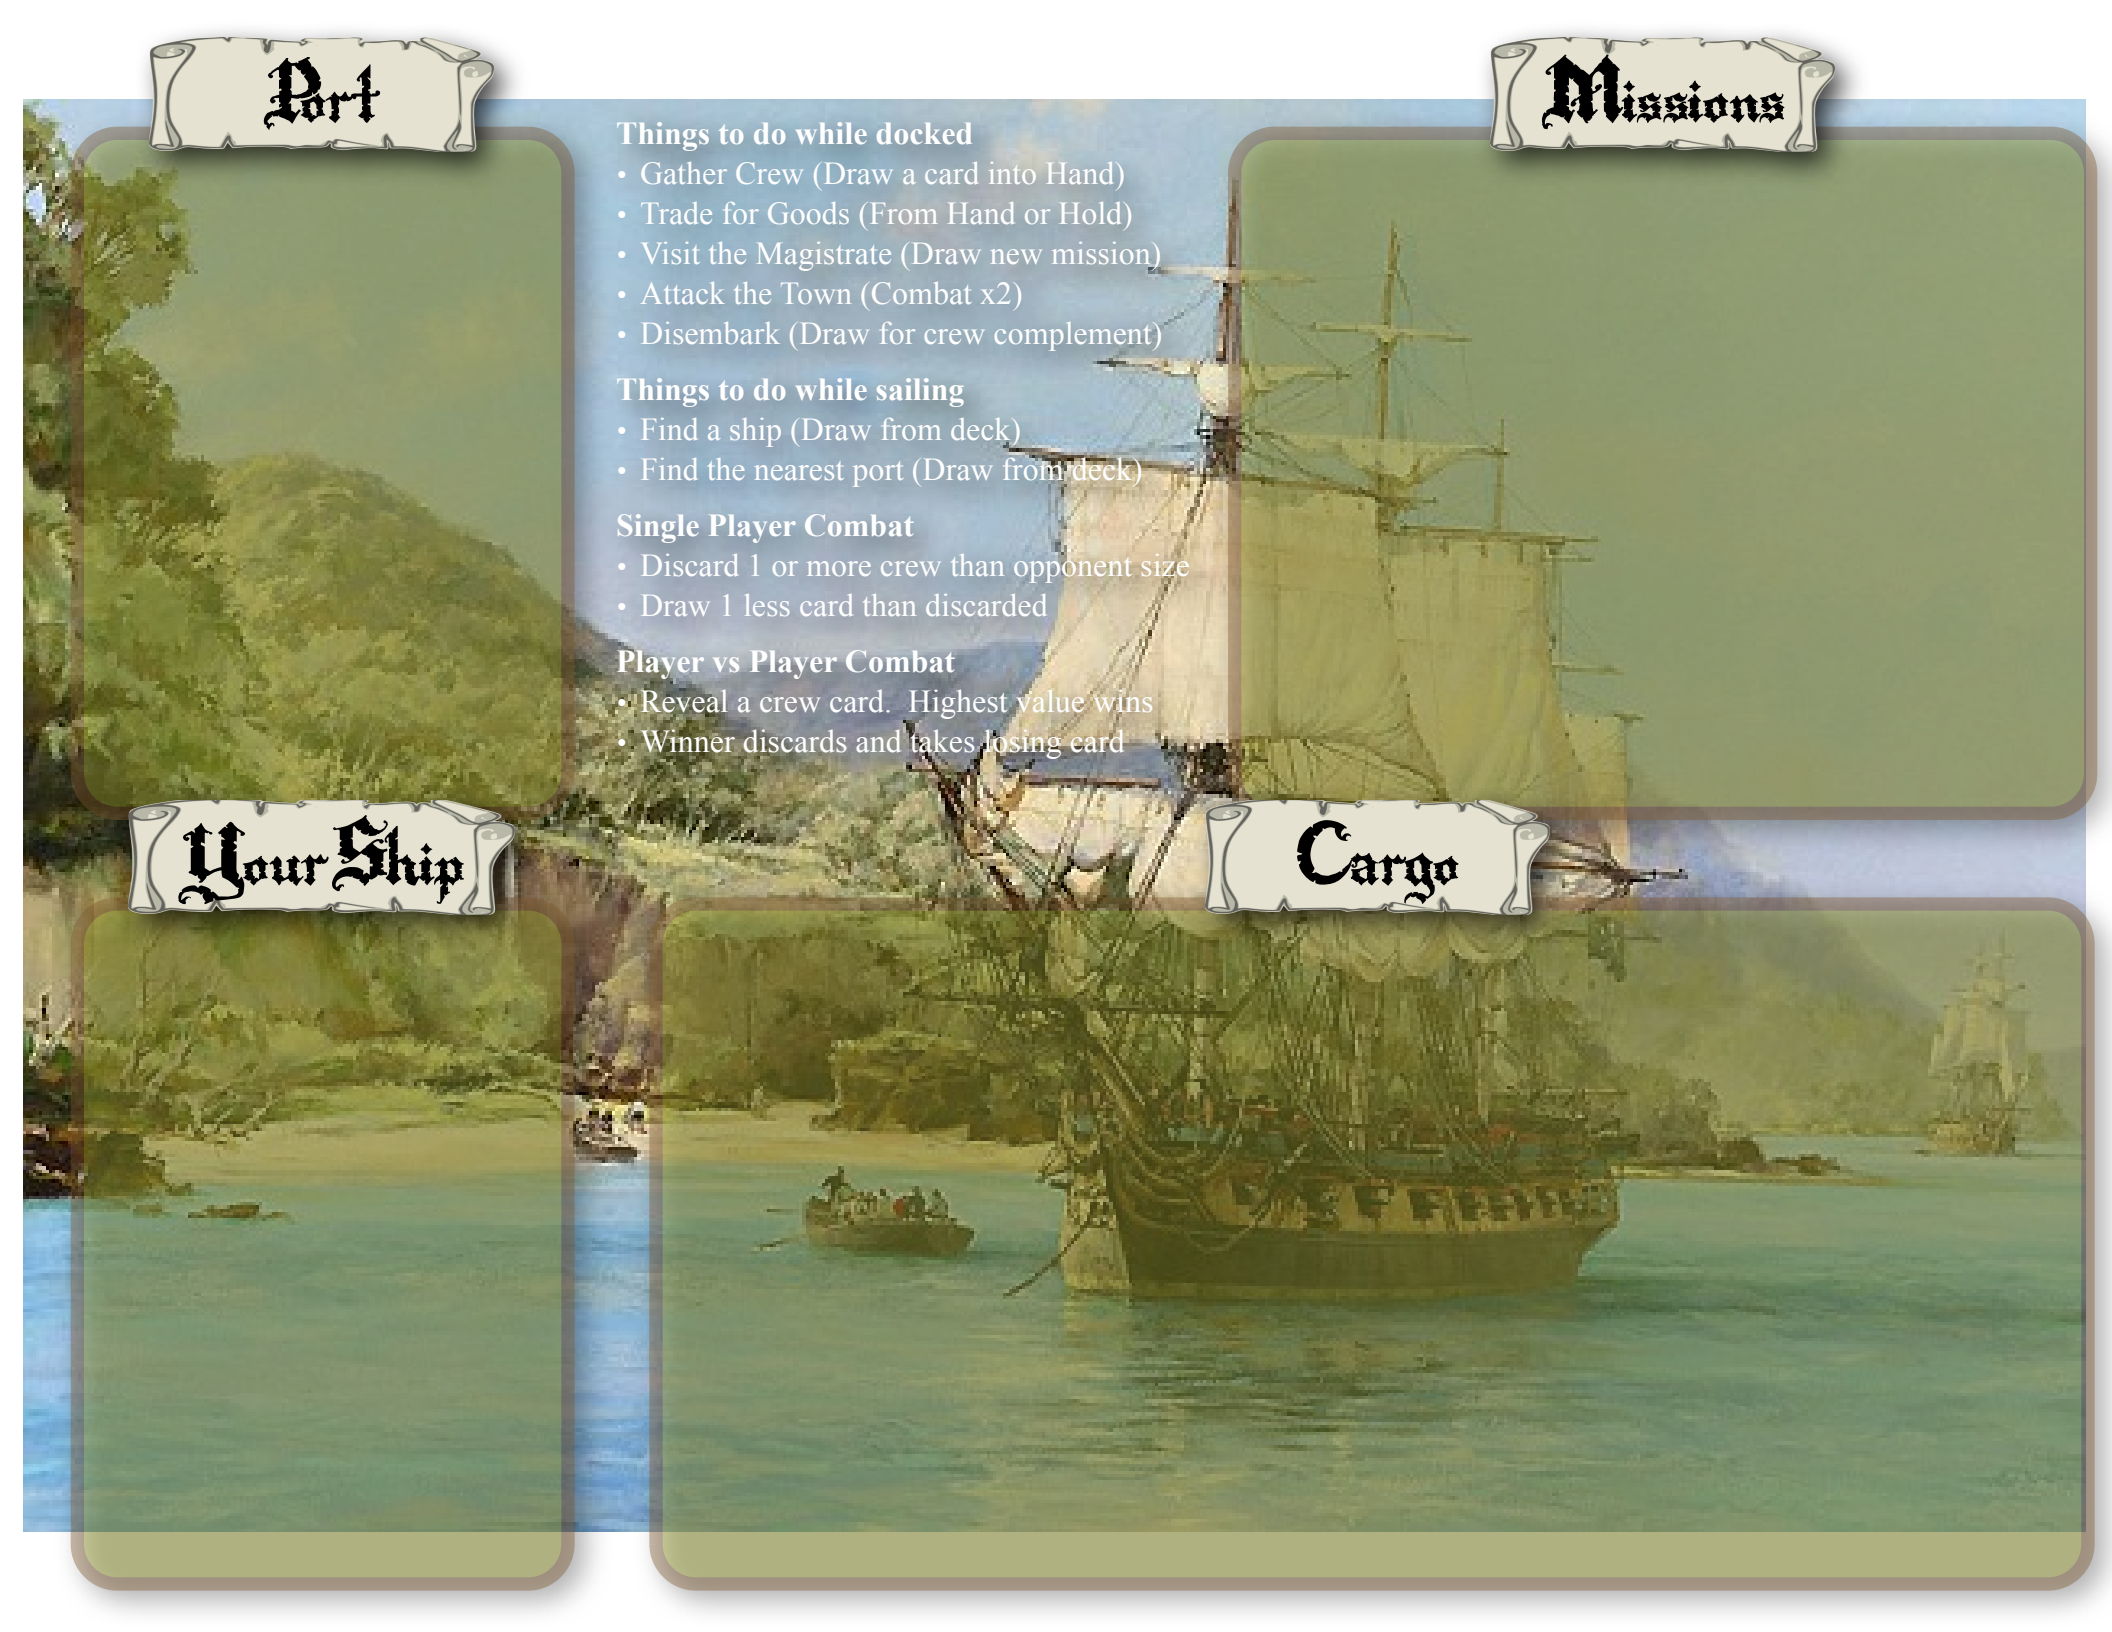 Port
Missions
Things to do while docked
• Gather Crew (Draw a card into Hand)
• Trade for Goods (From Hand or Hold)
• Visit the Magistrate (Draw new mission)
• Attack the Town (Combat x2)
• Disembark (Draw for crew complement)
Things to do while sailing
• Find a ship (Draw from deck)
• Find the nearest port (Draw from deck)
Single Player Combat
• Discard 1 or more crew than opponent size
• Draw 1 less card than discarded
Player vs Player Combat
• Reveal a crew card.  Highest value wins
• Winner discards and takes losing card
Your Ship
Cargo